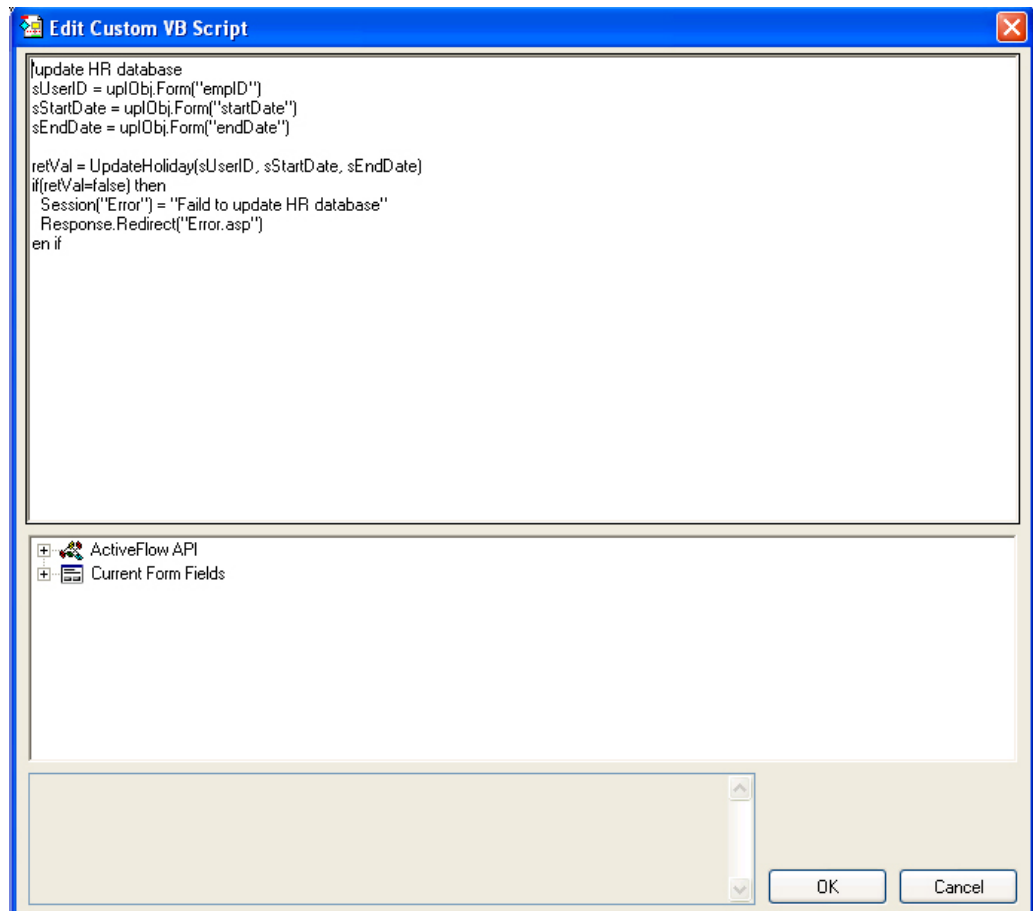 Edit Custom VB Script
'update HR database
sUserID = uplObj.Form("empID")
sStartDate = uplObj.Form("startDate")
sEndDate = uplObj.Form("endDate")
retVal = UpdateHoliday(sUserID, sStartDate, sEndDate)
if(retVal=false) then
Session("Error") = "Faild to update HR database"
Response.Redirect("Error.asp")
en if
ActiveFlow API
Current Form Fields
OK
Cancel